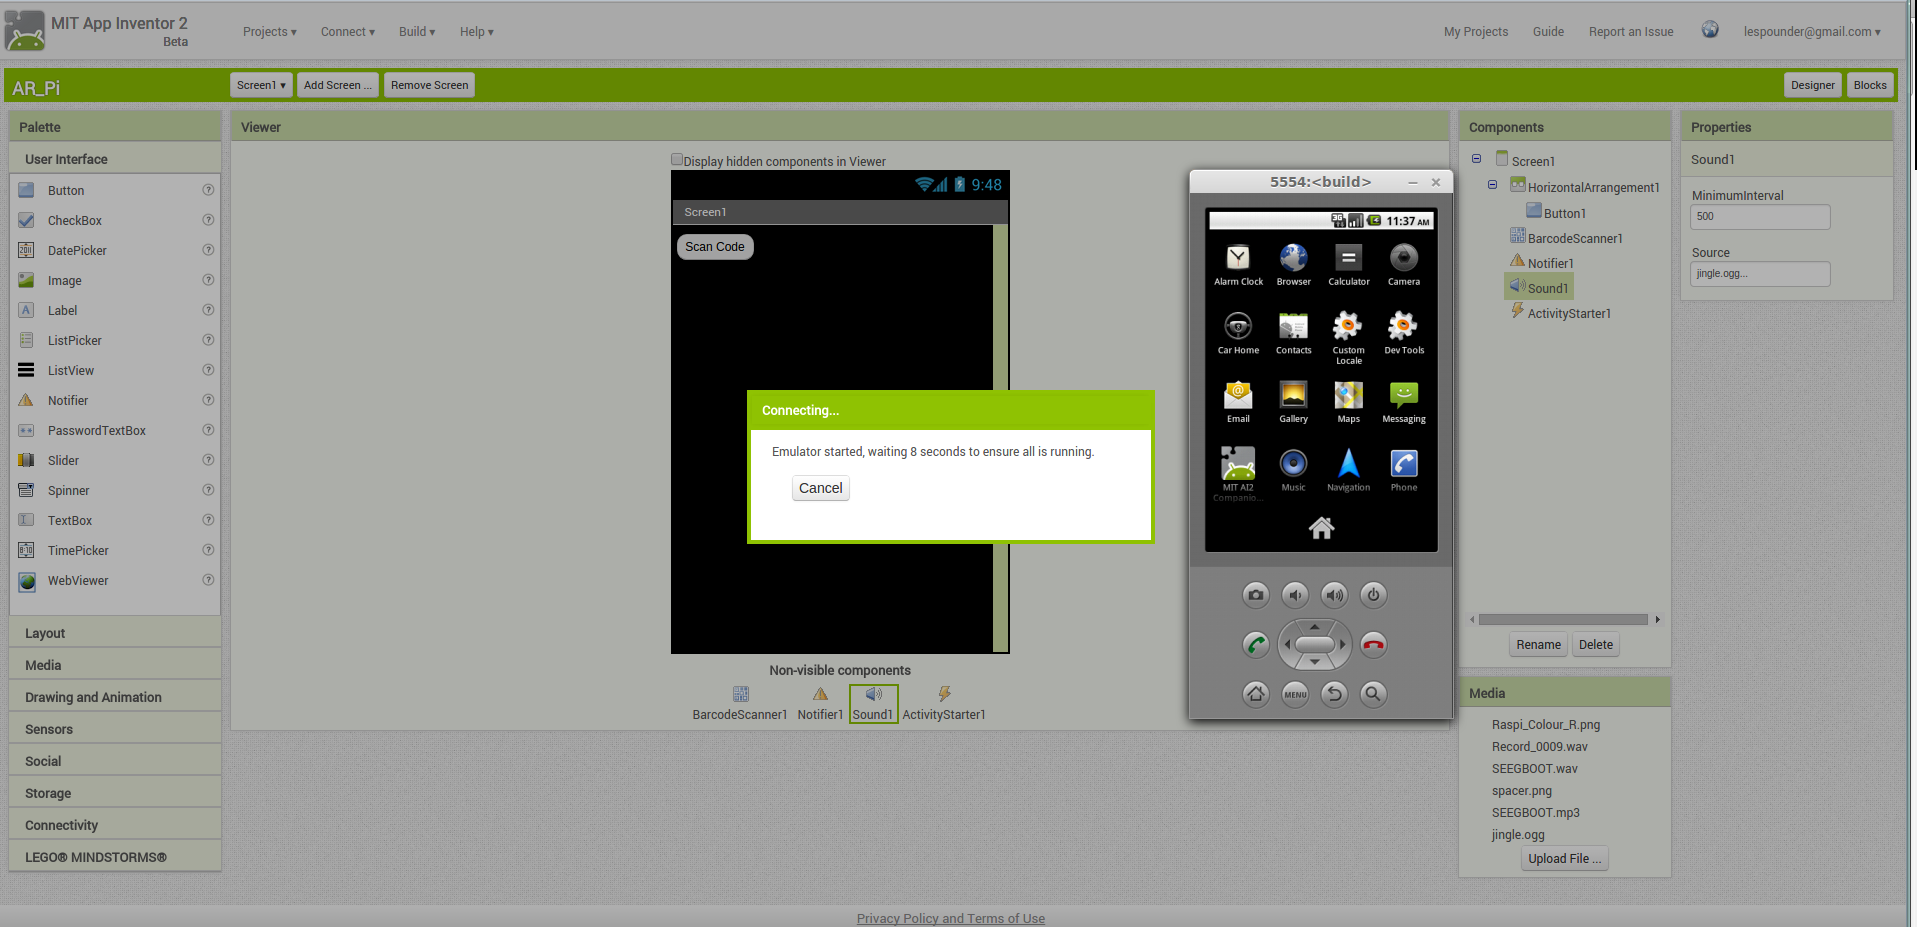 MIT App Inventor 2
Beta
Projects ▾ Connect ▾ Build ▾ Help ▾
My Projects Guide Report an Issue lespounder@gmail.com ▾
AR_Pi
Screen1 ▾ Add Screen ... Remove Screen
Designer Blocks
Palette
User Interface
Button ?
CheckBox ?
DatePicker ?
Image ?
Label ?
ListPicker ?
ListView ?
Notifier ?
PasswordTextBox ?
Slider ?
Spinner ?
TextBox ?
TimePicker ?
WebViewer ?
Layout
Media
Drawing and Animation
Sensors
Social
Storage
Connectivity
LEGO® MINDSTORMS®
Viewer
Display hidden components in Viewer
9:48
Screen1
Scan Code
Connecting...
Emulator started, waiting 8 seconds to ensure all is running.
Cancel
Non-visible components
BarcodeScanner1 Notifier1 Sound1 ActivityStarter1
5554:<build>
3G 11:37 AM
Alarm Clock Browser Calculator Camera
Car Home Contacts Custom Locale Dev Tools
Email Gallery Maps Messaging
MIT AI2 Companio... Music Navigation Phone
MENU
Components
Screen1
HorizontalArrangement1
Button1
BarcodeScanner1
Notifier1
Sound1
ActivityStarter1
Rename Delete
Media
Raspi_Colour_R.png
Record_0009.wav
SEEGBOOT.wav
spacer.png
SEEGBOOT.mp3
jingle.ogg
Upload File ...
Properties
Sound1
MinimumInterval
500
Source
jingle.ogg...
Privacy Policy and Terms of Use